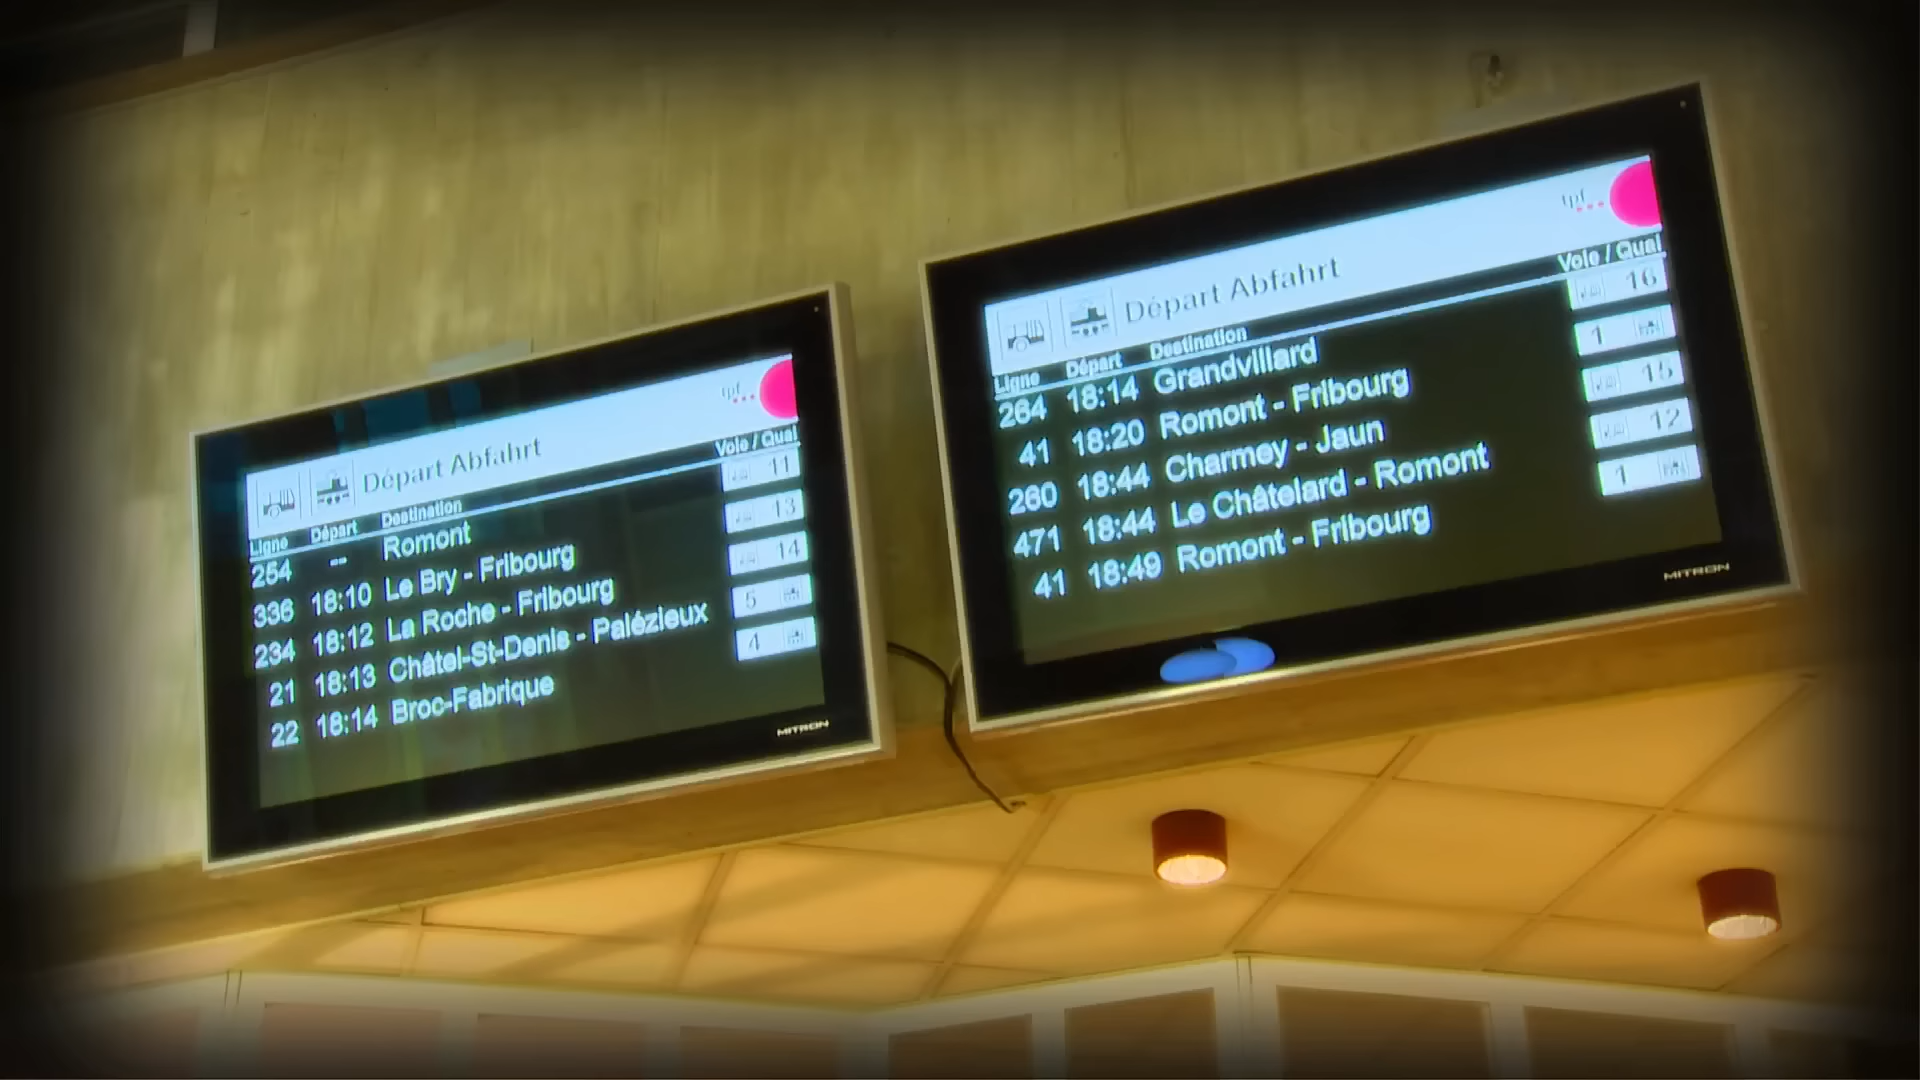 tpf...
Départ Abfahrt
Ligne Départ Destination Voie / Quai
254 -- Romont 11
336 18:10 Le Bry - Fribourg 13
234 18:12 La Roche - Fribourg 14
21 18:13 Châtel-St-Denis - Palézieux 5
22 18:14 Broc-Fabrique 4
MITRON
tpf...
Départ Abfahrt
Ligne Départ Destination Voie / Quai
264 18:14 Grandvillard 16
41 18:20 Romont - Fribourg 1
260 18:44 Charmey - Jaun 15
471 18:44 Le Châtelard - Romont 12
41 18:49 Romont - Fribourg 1
MITRON